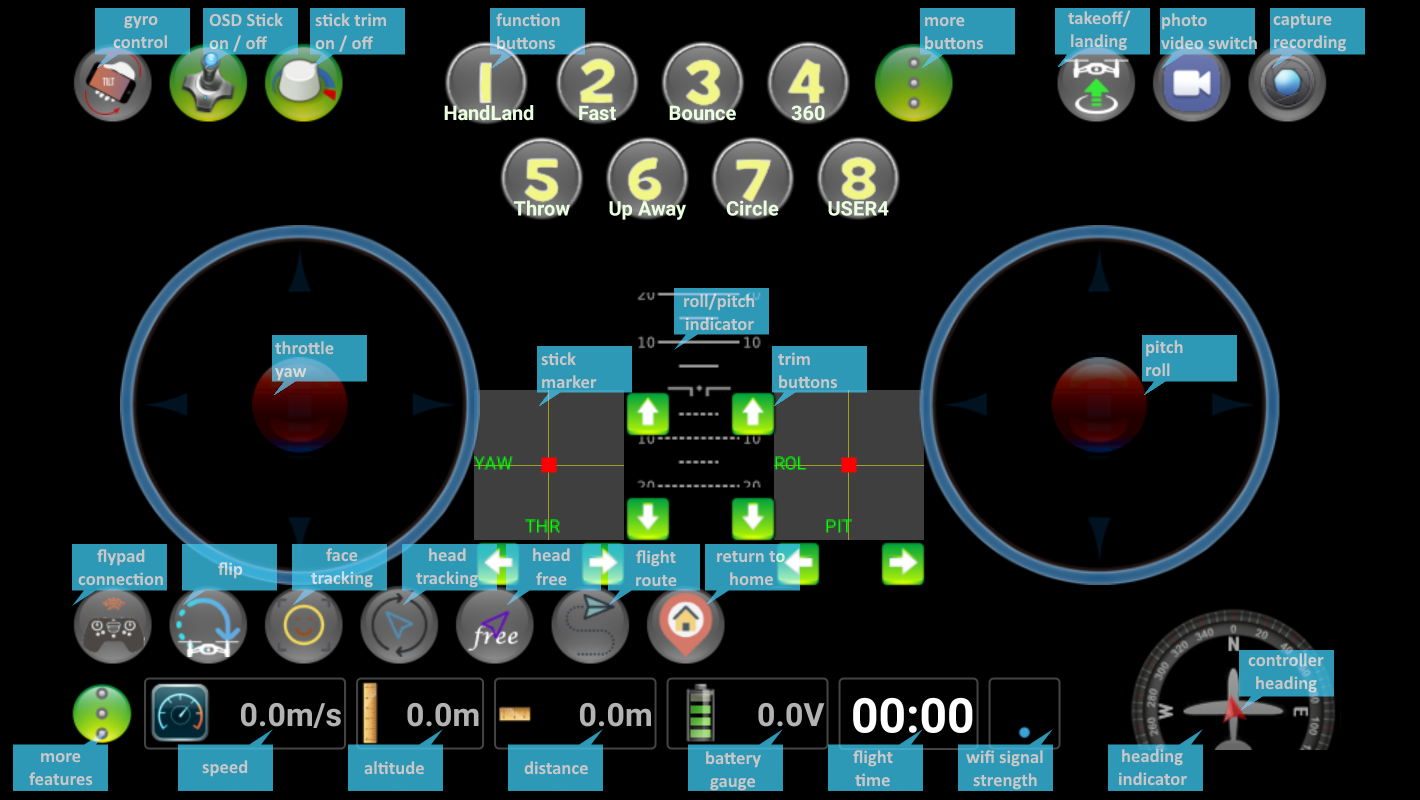 gyro
control
OSD Stick
on / off
stick trim
on / off
function
buttons
more
buttons
takeoff/
landing
photo
video switch
capture
recording
TILT
1
HandLand
2
Fast
3
Bounce
4
360
5
Throw
6
Up Away
7
Circle
8
USER4
throttle
yaw
20 20
roll/pitch
indicator
10 10
stick
marker
trim
buttons
pitch
roll
10 10
20 20
YAW
THR
ROL
PIT
flypad
connection
flip
face
tracking
head
tracking
head
free
flight
route
return to
home
free
0.0m/s
0.0m
0.0m
0.0V
00:00
340 0 20
320
300
280
260
100
N
W
E
controller
heading
more
features
speed
altitude
distance
battery
gauge
flight
time
wifi signal
strength
heading
indicator